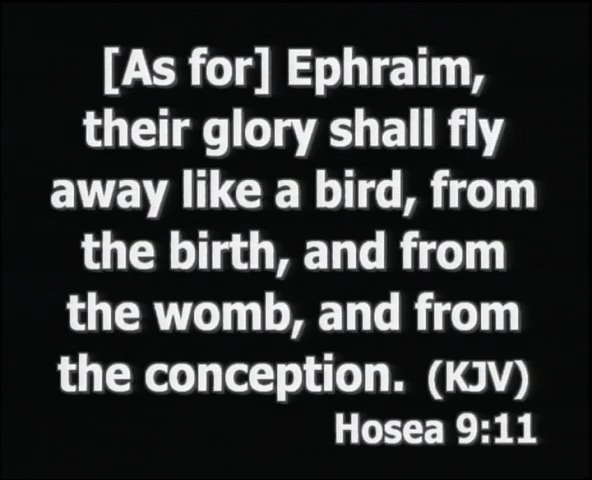 [As for] Ephraim,
their glory shall fly
away like a bird, from
the birth, and from
the womb, and from
the conception. (KJV)
Hosea 9:11